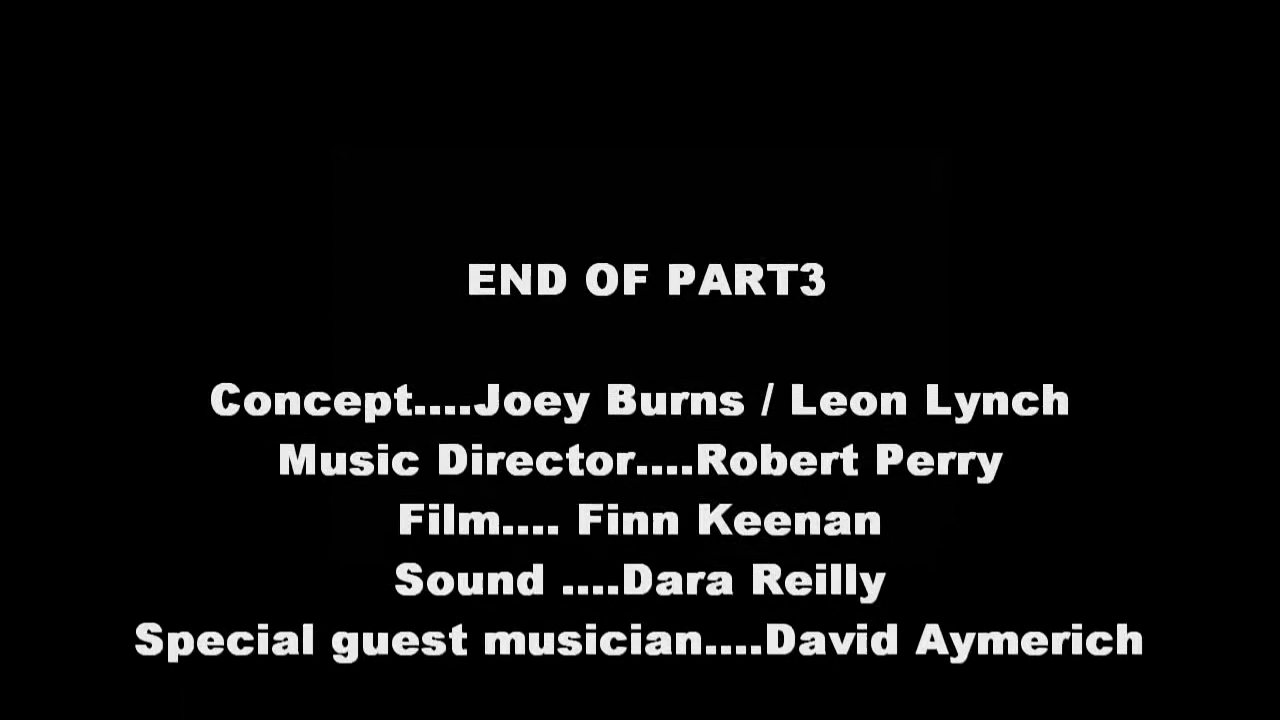 END OF PART3
Concept....Joey Burns / Leon Lynch
Music Director....Robert Perry
Film.... Finn Keenan
Sound ....Dara Reilly
Special guest musician....David Aymerich